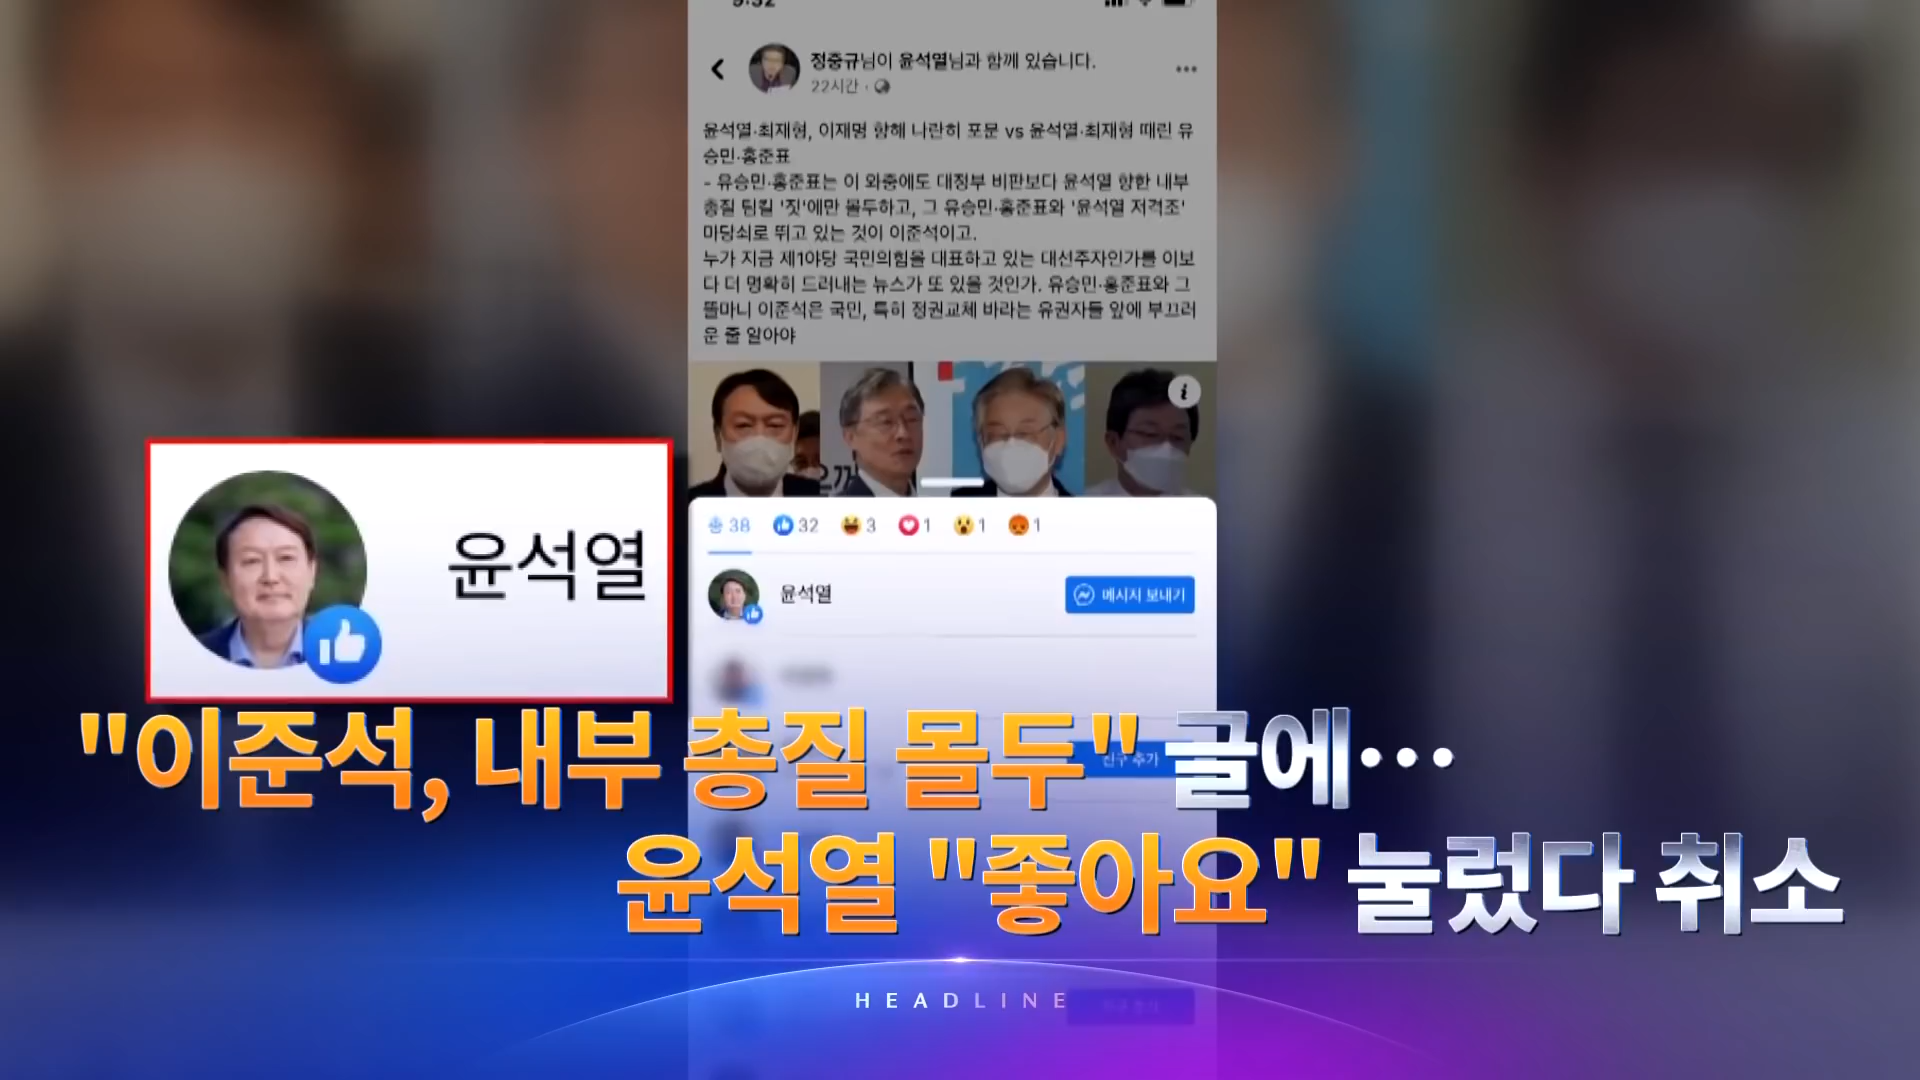 9:32
정중규님이 윤석열님과 함께 있습니다.
22시간
윤석열·최재형, 이재명 향해 나란히 포문 vs 윤석열·최재형 때린 유
승민·홍준표
- 유승민·홍준표는 이 와중에도 대정부 비판보다 윤석열 향한 내부
총질 팀킬 '짓'에만 몰두하고, 그 유승민·홍준표와 '윤석열 저격조'
마당쇠로 뛰고 있는 것이 이준석이고.
누가 지금 제1야당 국민의힘을 대표하고 있는 대선주자인가를 이보
다 더 명확히 드러내는 뉴스가 또 있을 것인가. 유승민·홍준표와 그
똘마니 이준석은 국민, 특히 정권교체 바라는 유권자들 앞에 부끄러
운 줄 알아야
38 32 3 1 1 1
윤석열
메시지 보내기
윤석열
친구 추가
"이준석, 내부 총질 몰두" 글에…
윤석열 "좋아요" 눌렀다 취소
HEADLINE